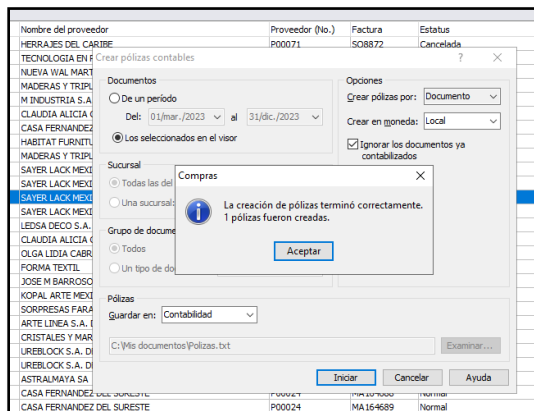 Nombre del proveedor Proveedor (No.) Factura Estatus
HERRAJES DEL CARIBE P00071 SO8872 Cancelada
TECNOLOGIA EN
Crear pólizas contables ? ×
NUEVA WAL MART
MADERAS Y TRIPL
M INDUSTRIA S.A
CLAUDIA ALICIA
CASA FERNANDEZ
HABITAT FURNITU
MADERAS Y TRIPL
SAYER LACK MEXI
SAYER LACK MEXI
SAYER LACK MEXI
SAYER LACK MEXI
LEDSA DECO S.A.
CLAUDIA ALICIA
OLGA LIDIA CABR
FORMA TEXTIL
JOSE M BARROSO
KOPAL ARTE MEXI
SORPRESAS FARA
ARTE LINEA S.A.
CRISTALES Y MAR
UREBLOCK S.A. D
UREBLOCK S.A. D
ASTRALMAYA SA
Documentos
De un período
Del: 01/mar./2023 al 31/dic./2023
Los seleccionados en el visor
Sucursal
Todas las del
Una sucursal:
Grupo de docume
Todos
Un tipo de do
Opciones
Crear pólizas por: Documento
Crear en moneda: Local
Ignorar los documentos ya
contabilizados
Compras ×
La creación de pólizas terminó correctamente.
1 pólizas fueron creadas.
Aceptar
Pólizas
Guardar en: Contabilidad
C:\Mis documentos\Polizas.txt Examinar...
Iniciar Cancelar Ayuda
CASA FERNANDEZ DEL SURESTE P00024 MA164688 Normal
CASA FERNANDEZ DEL SURESTE P00024 MA164689 Normal